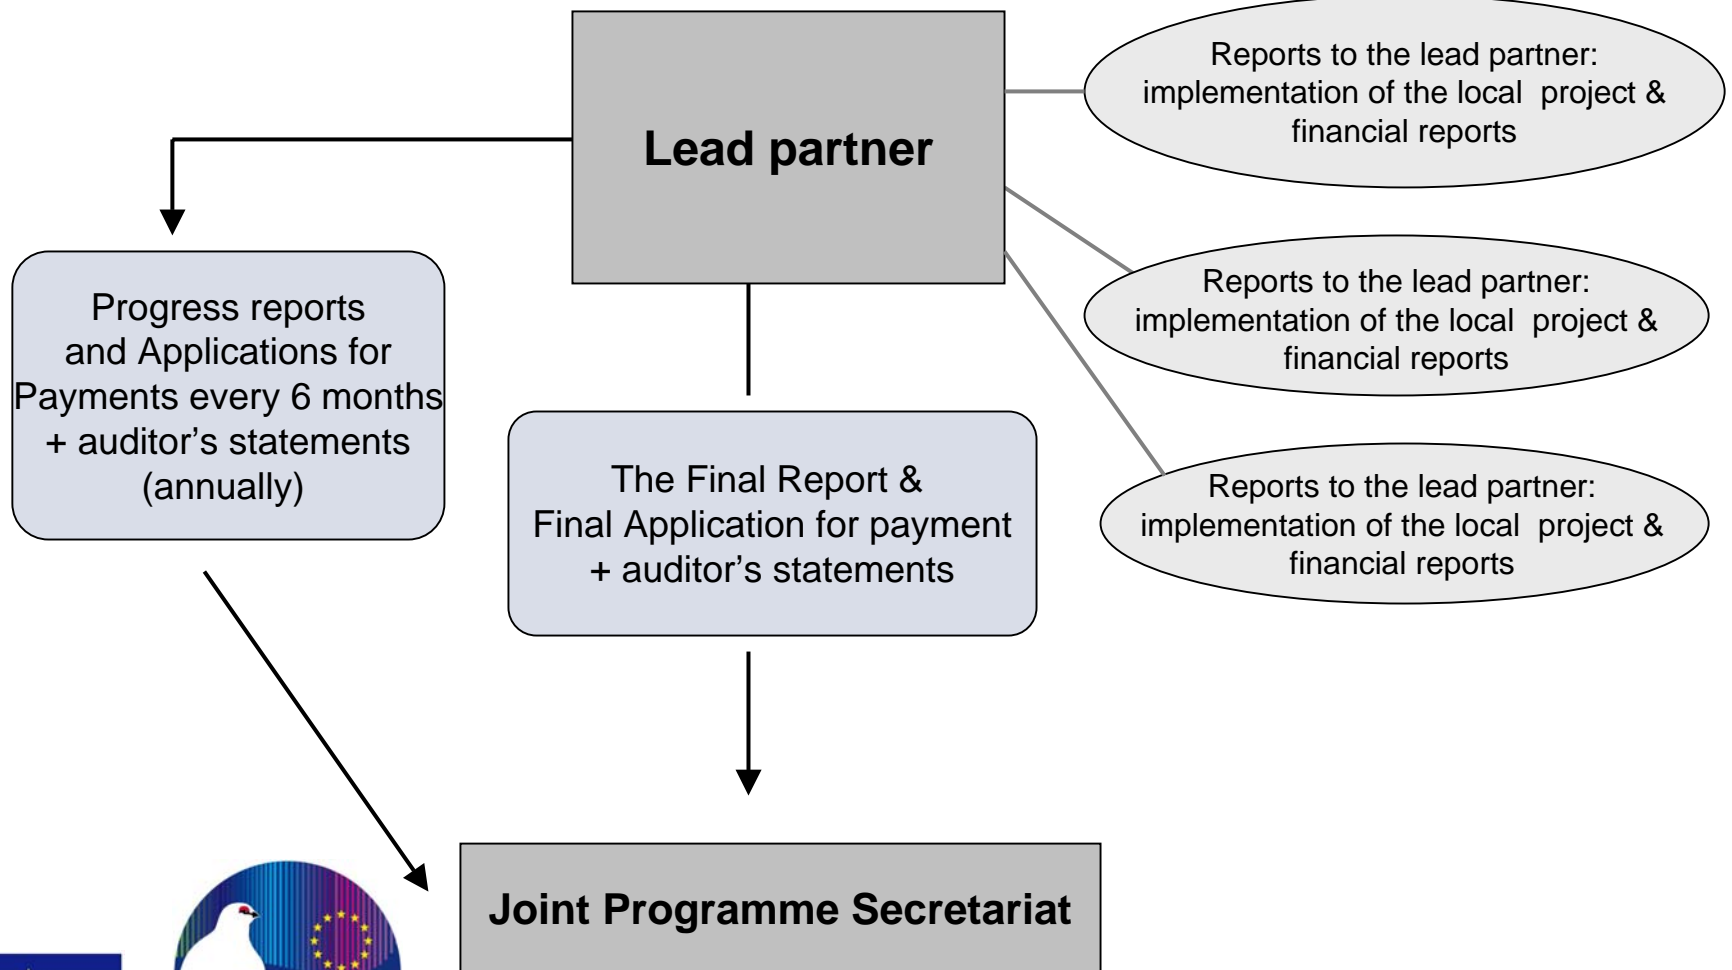 Lead partner
Reports to the lead partner:
implementation of the local project &
financial reports
Reports to the lead partner:
implementation of the local project &
financial reports
Reports to the lead partner:
implementation of the local project &
financial reports
Progress reports
and Applications for
Payments every 6 months
+ auditor’s statements
(annually)
The Final Report &
Final Application for payment
+ auditor’s statements
Joint Programme Secretariat